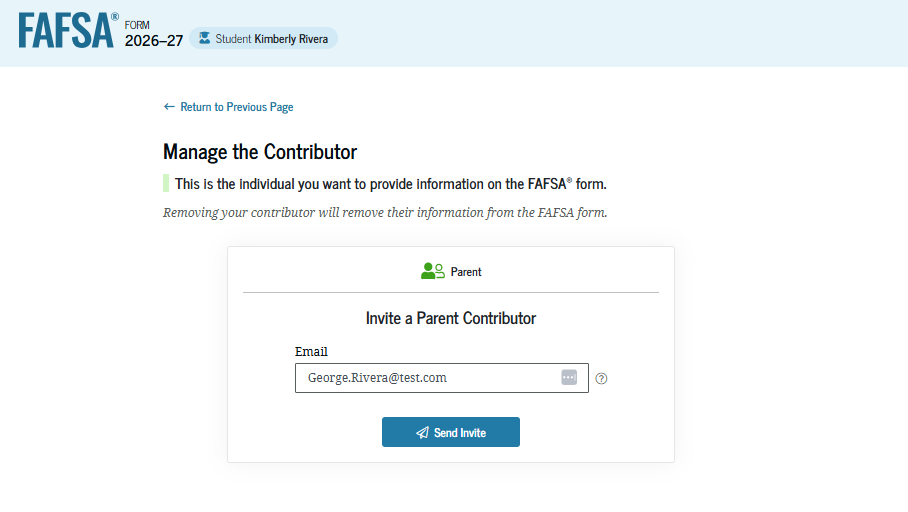 FAFSA® FORM
2026–27 Student Kimberly Rivera
← Return to Previous Page
Manage the Contributor
This is the individual you want to provide information on the FAFSA® form.
Removing your contributor will remove their information from the FAFSA form.
Parent
Invite a Parent Contributor
Email
George.Rivera@test.com
Send Invite